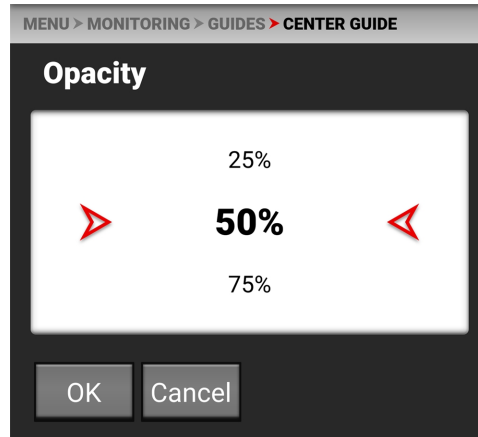 MENU > MONITORING > GUIDES > CENTER GUIDE
Opacity
25%
50%
75%
OK Cancel